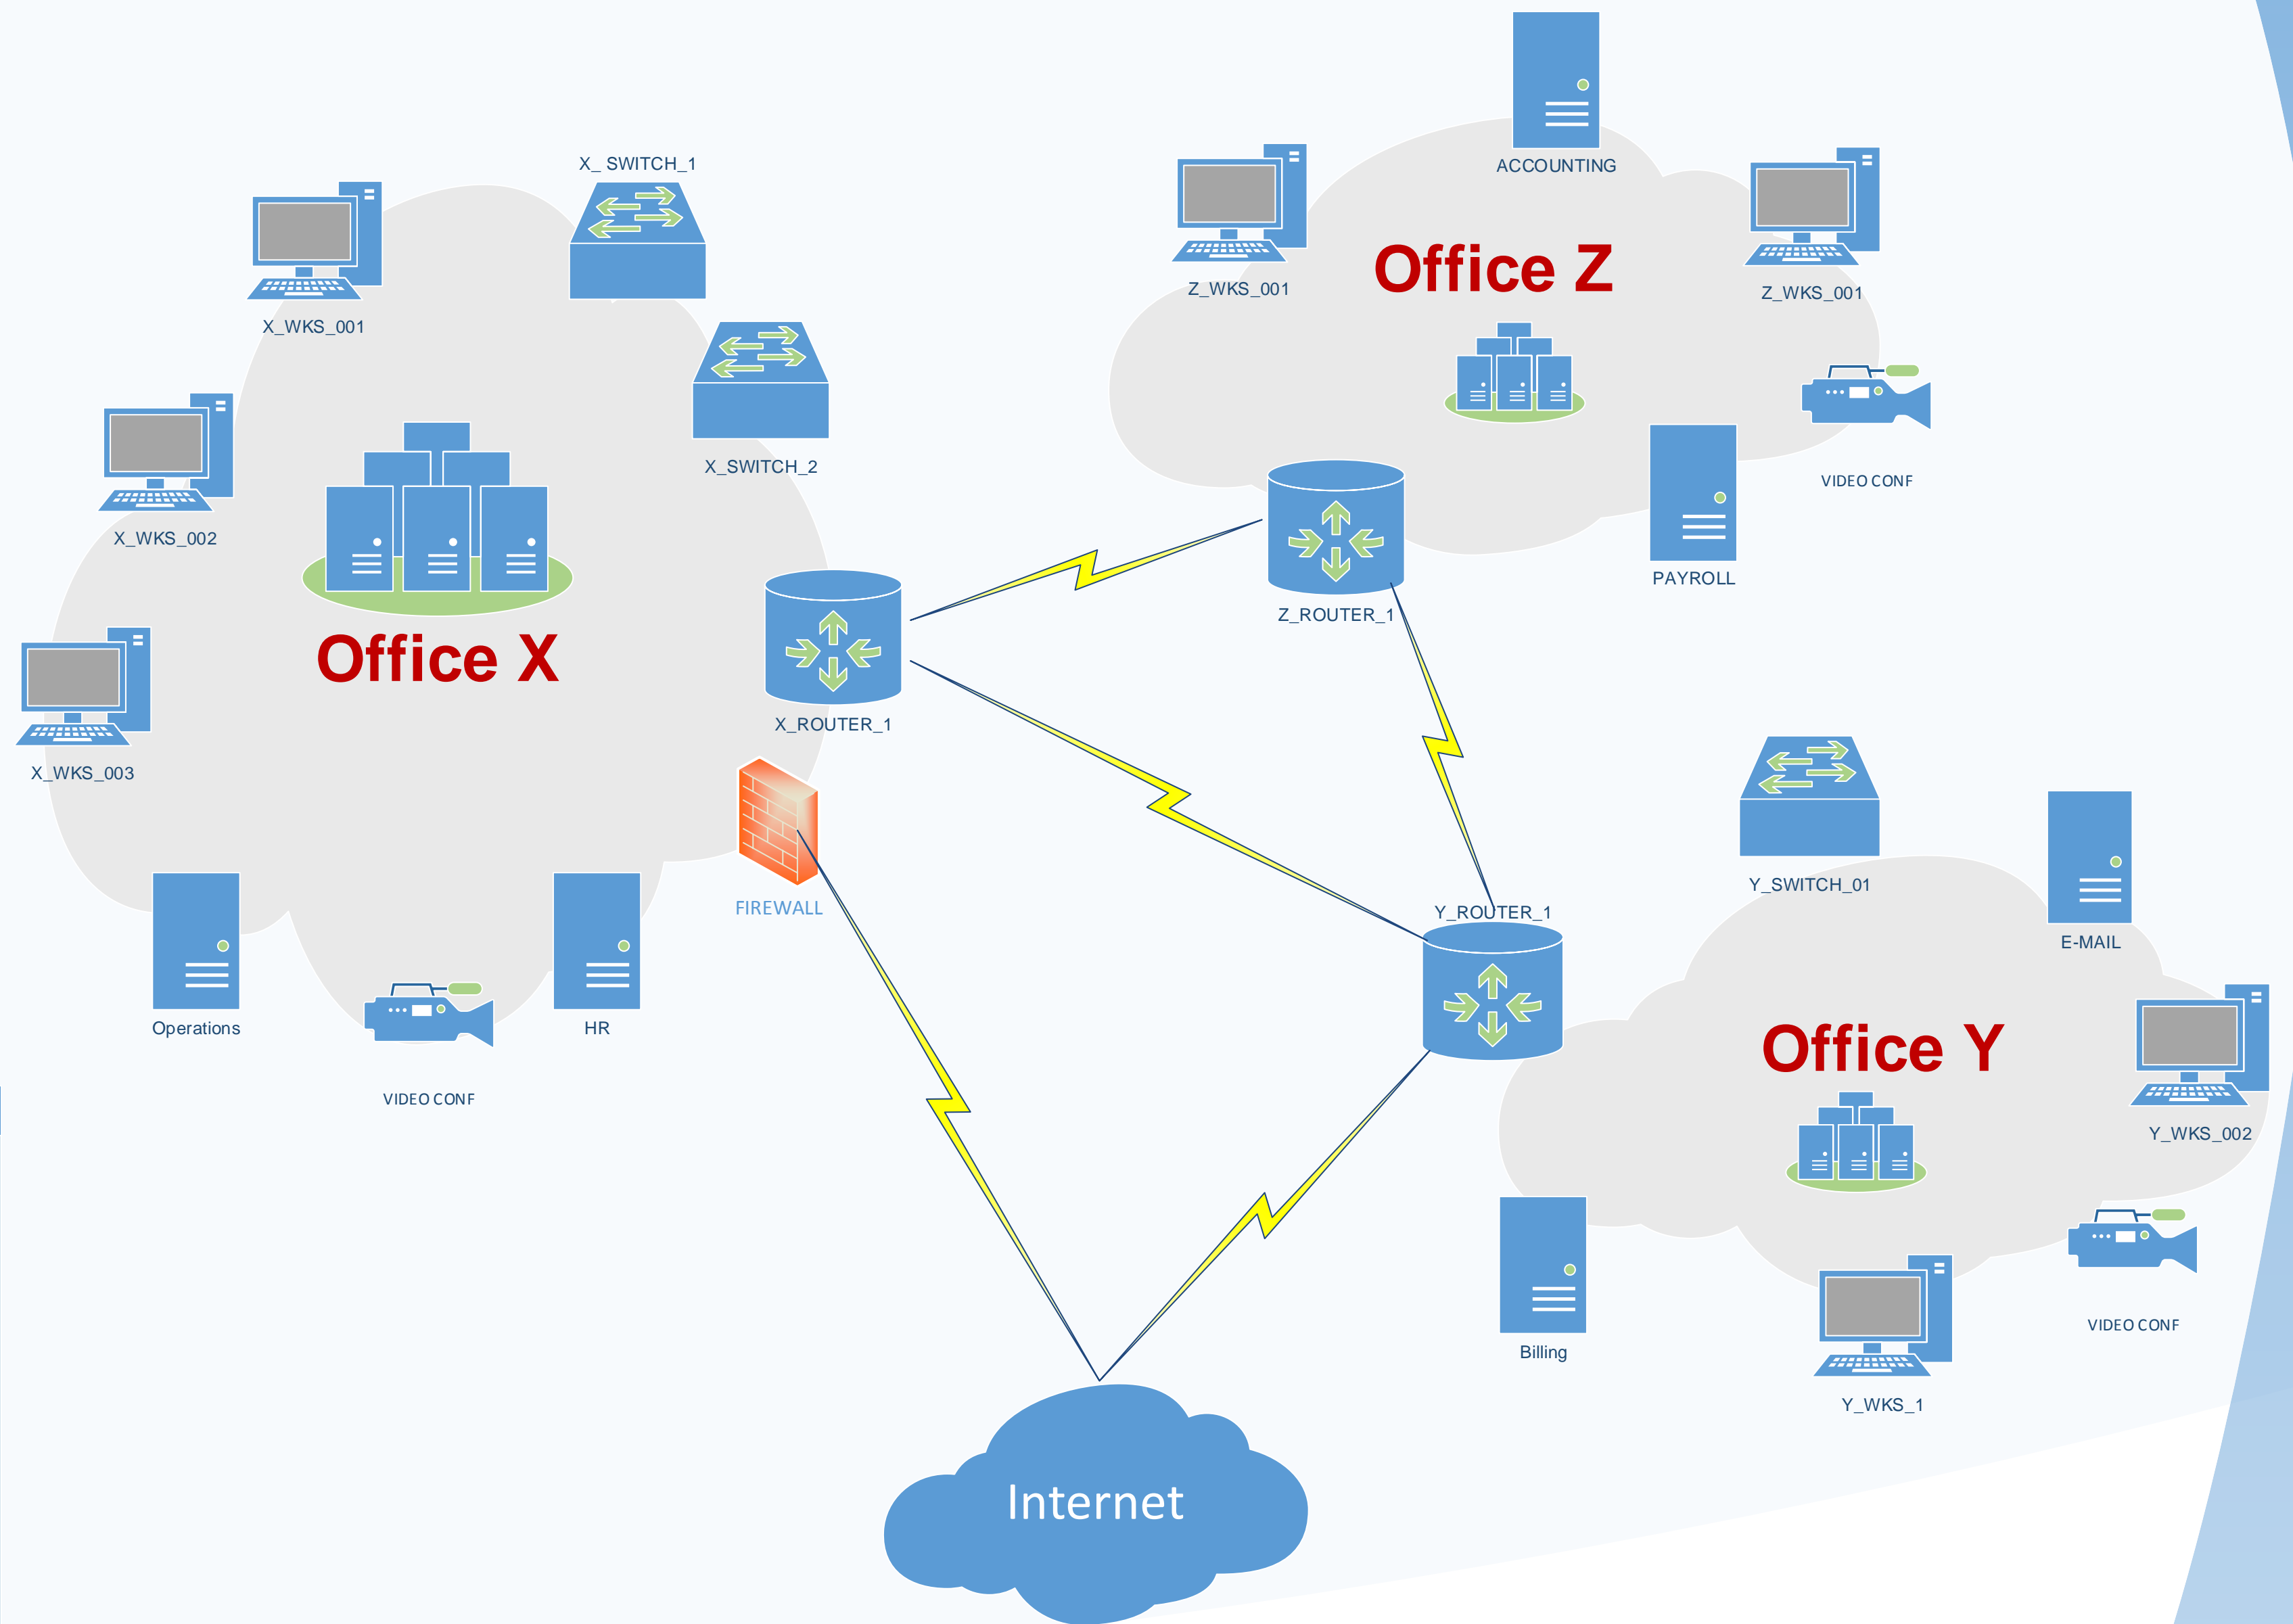 X_ SWITCH_1
X_WKS_001
X_SWITCH_2
X_WKS_002
Office X
X_ROUTER_1
X_WKS_003
FIREWALL
Operations
HR
VIDEO CONF
ACCOUNTING
Office Z
Z_WKS_001
Z_WKS_001
VIDEO CONF
PAYROLL
Z_ROUTER_1
Y_SWITCH_01
Y_ROUTER_1
E-MAIL
Office Y
Y_WKS_002
VIDEO CONF
Billing
Y_WKS_1
Internet